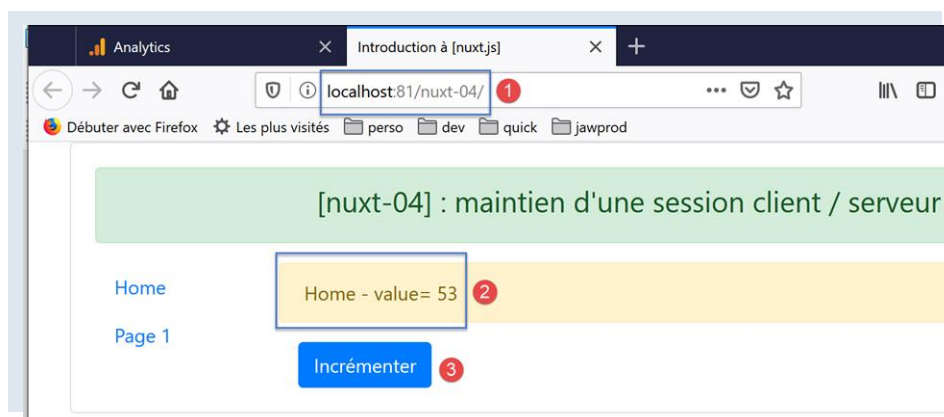 Analytics
Introduction à [nuxt.js]
localhost:81/nuxt-04/ 1
Débuter avec Firefox Les plus visités perso dev quick jawprod
[nuxt-04] : maintien d'une session client / serveur
Home
Home - value= 53 2
Page 1
Incrémenter 3